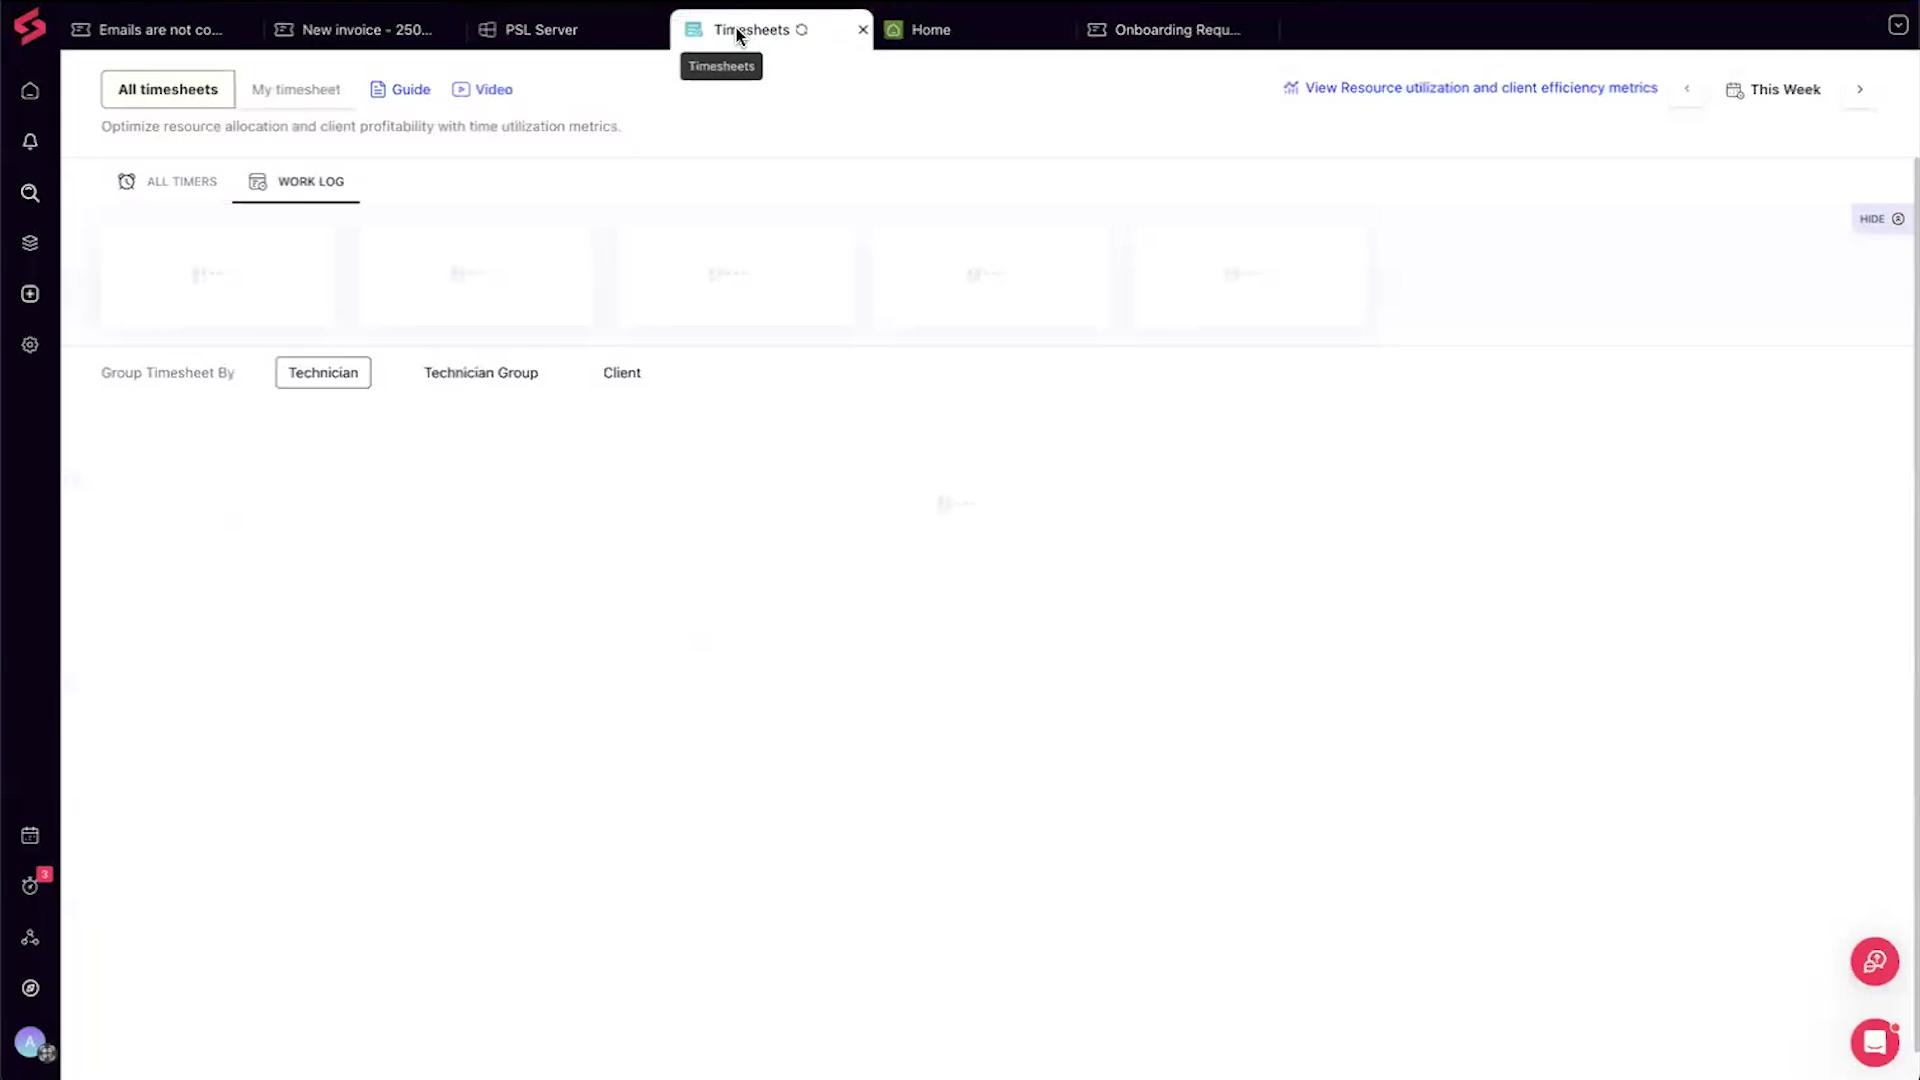 Emails are not co...
New invoice - 250...
PSL Server
Timesheets
Home
Onboarding Requ...
Timesheets
All timesheets
My timesheet
Guide
Video
View Resource utilization and client efficiency metrics
This Week
Optimize resource allocation and client profitability with time utilization metrics.
ALL TIMERS
WORK LOG
HIDE
Group Timesheet By
Technician
Technician Group
Client
3
A